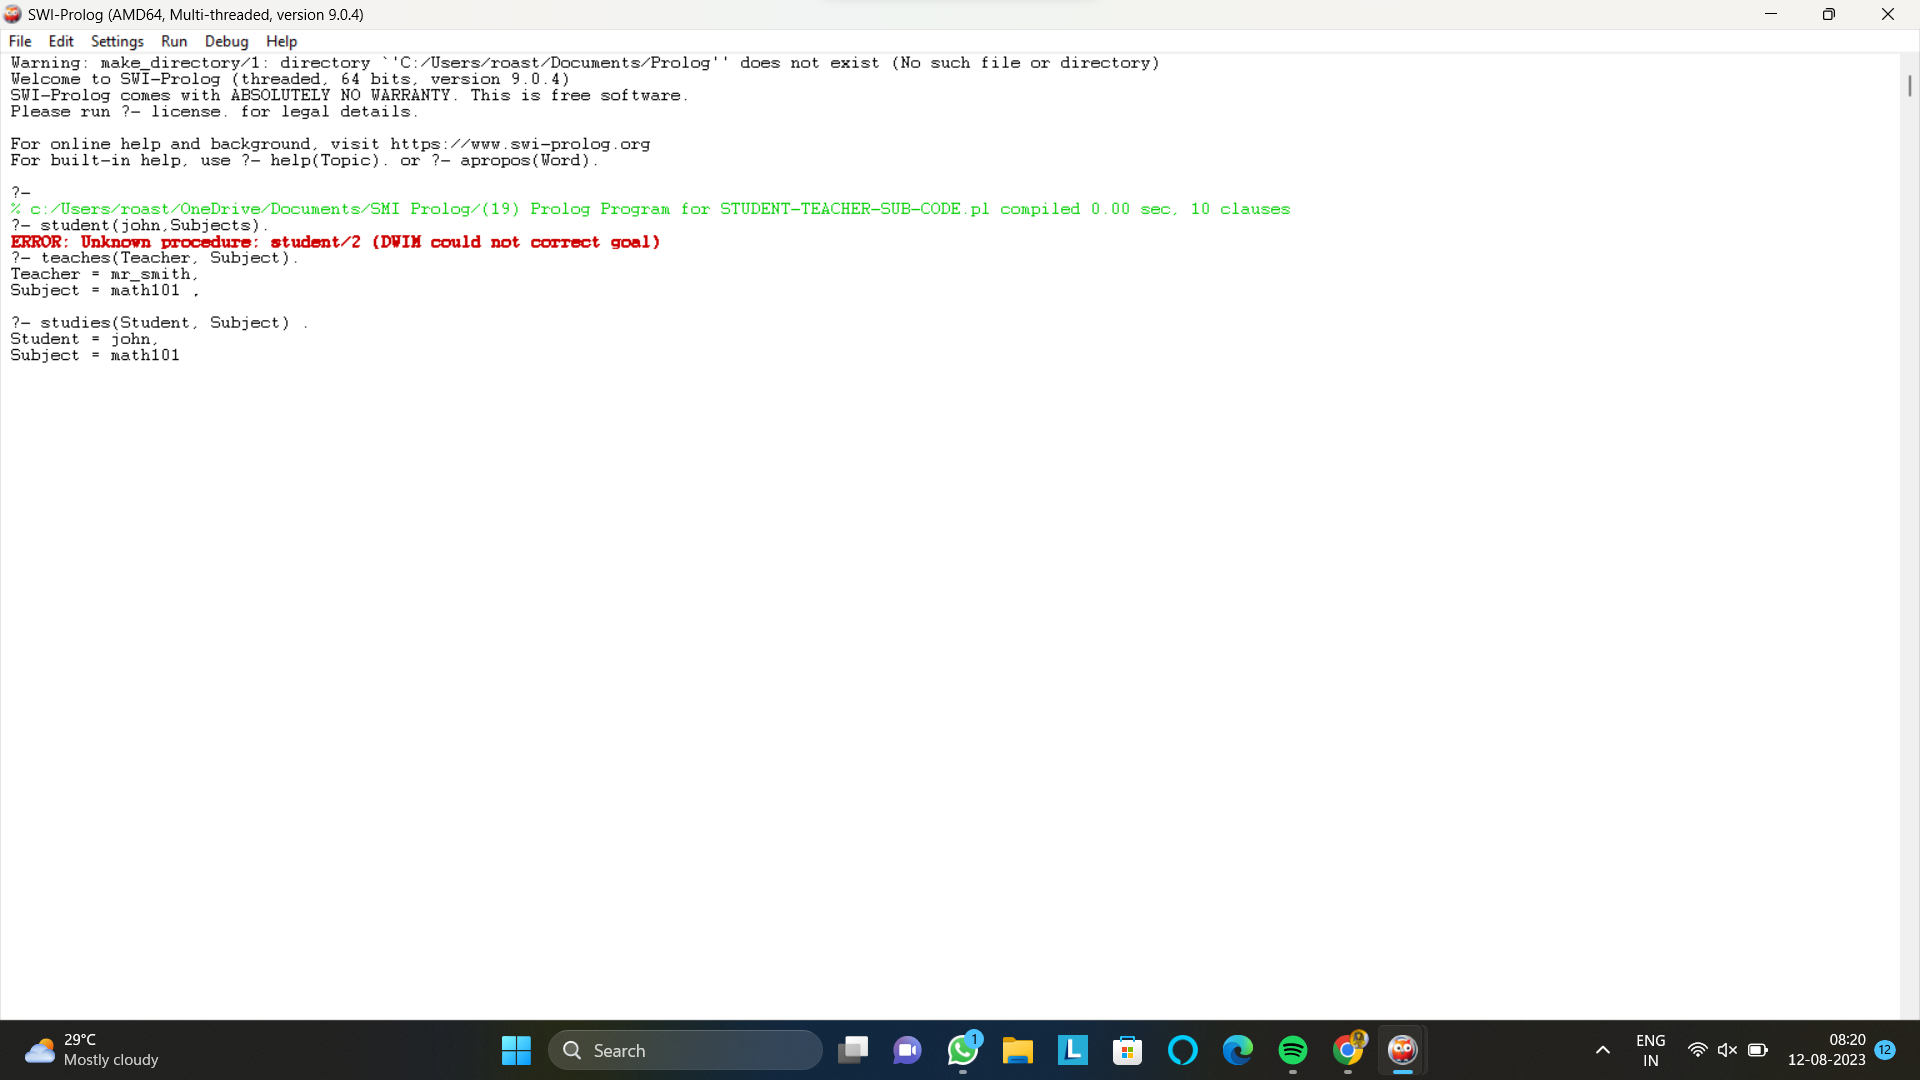 SWI-Prolog (AMD64, Multi-threaded, version 9.0.4)
File Edit Settings Run Debug Help
Warning: make_directory/1: directory `'C:/Users/roast/Documents/Prolog'' does not exist (No such file or directory)
Welcome to SWI-Prolog (threaded, 64 bits, version 9.0.4)
SWI-Prolog comes with ABSOLUTELY NO WARRANTY. This is free software.
Please run ?- license. for legal details.
For online help and background, visit https://www.swi-prolog.org
For built-in help, use ?- help(Topic). or ?- apropos(Word).
?-
% c:/Users/roast/OneDrive/Documents/SMI Prolog/(19) Prolog Program for STUDENT-TEACHER-SUB-CODE.pl compiled 0.00 sec, 10 clauses
?- student(john,Subjects).
ERROR: Unknown procedure: student/2 (DWIM could not correct goal)
?- teaches(Teacher, Subject).
Teacher = mr_smith,
Subject = math101 .
?- studies(Student, Subject) .
Student = john,
Subject = math101
29°C
Mostly cloudy
Search
1
L
ENG
IN
08:20
12-08-2023
12